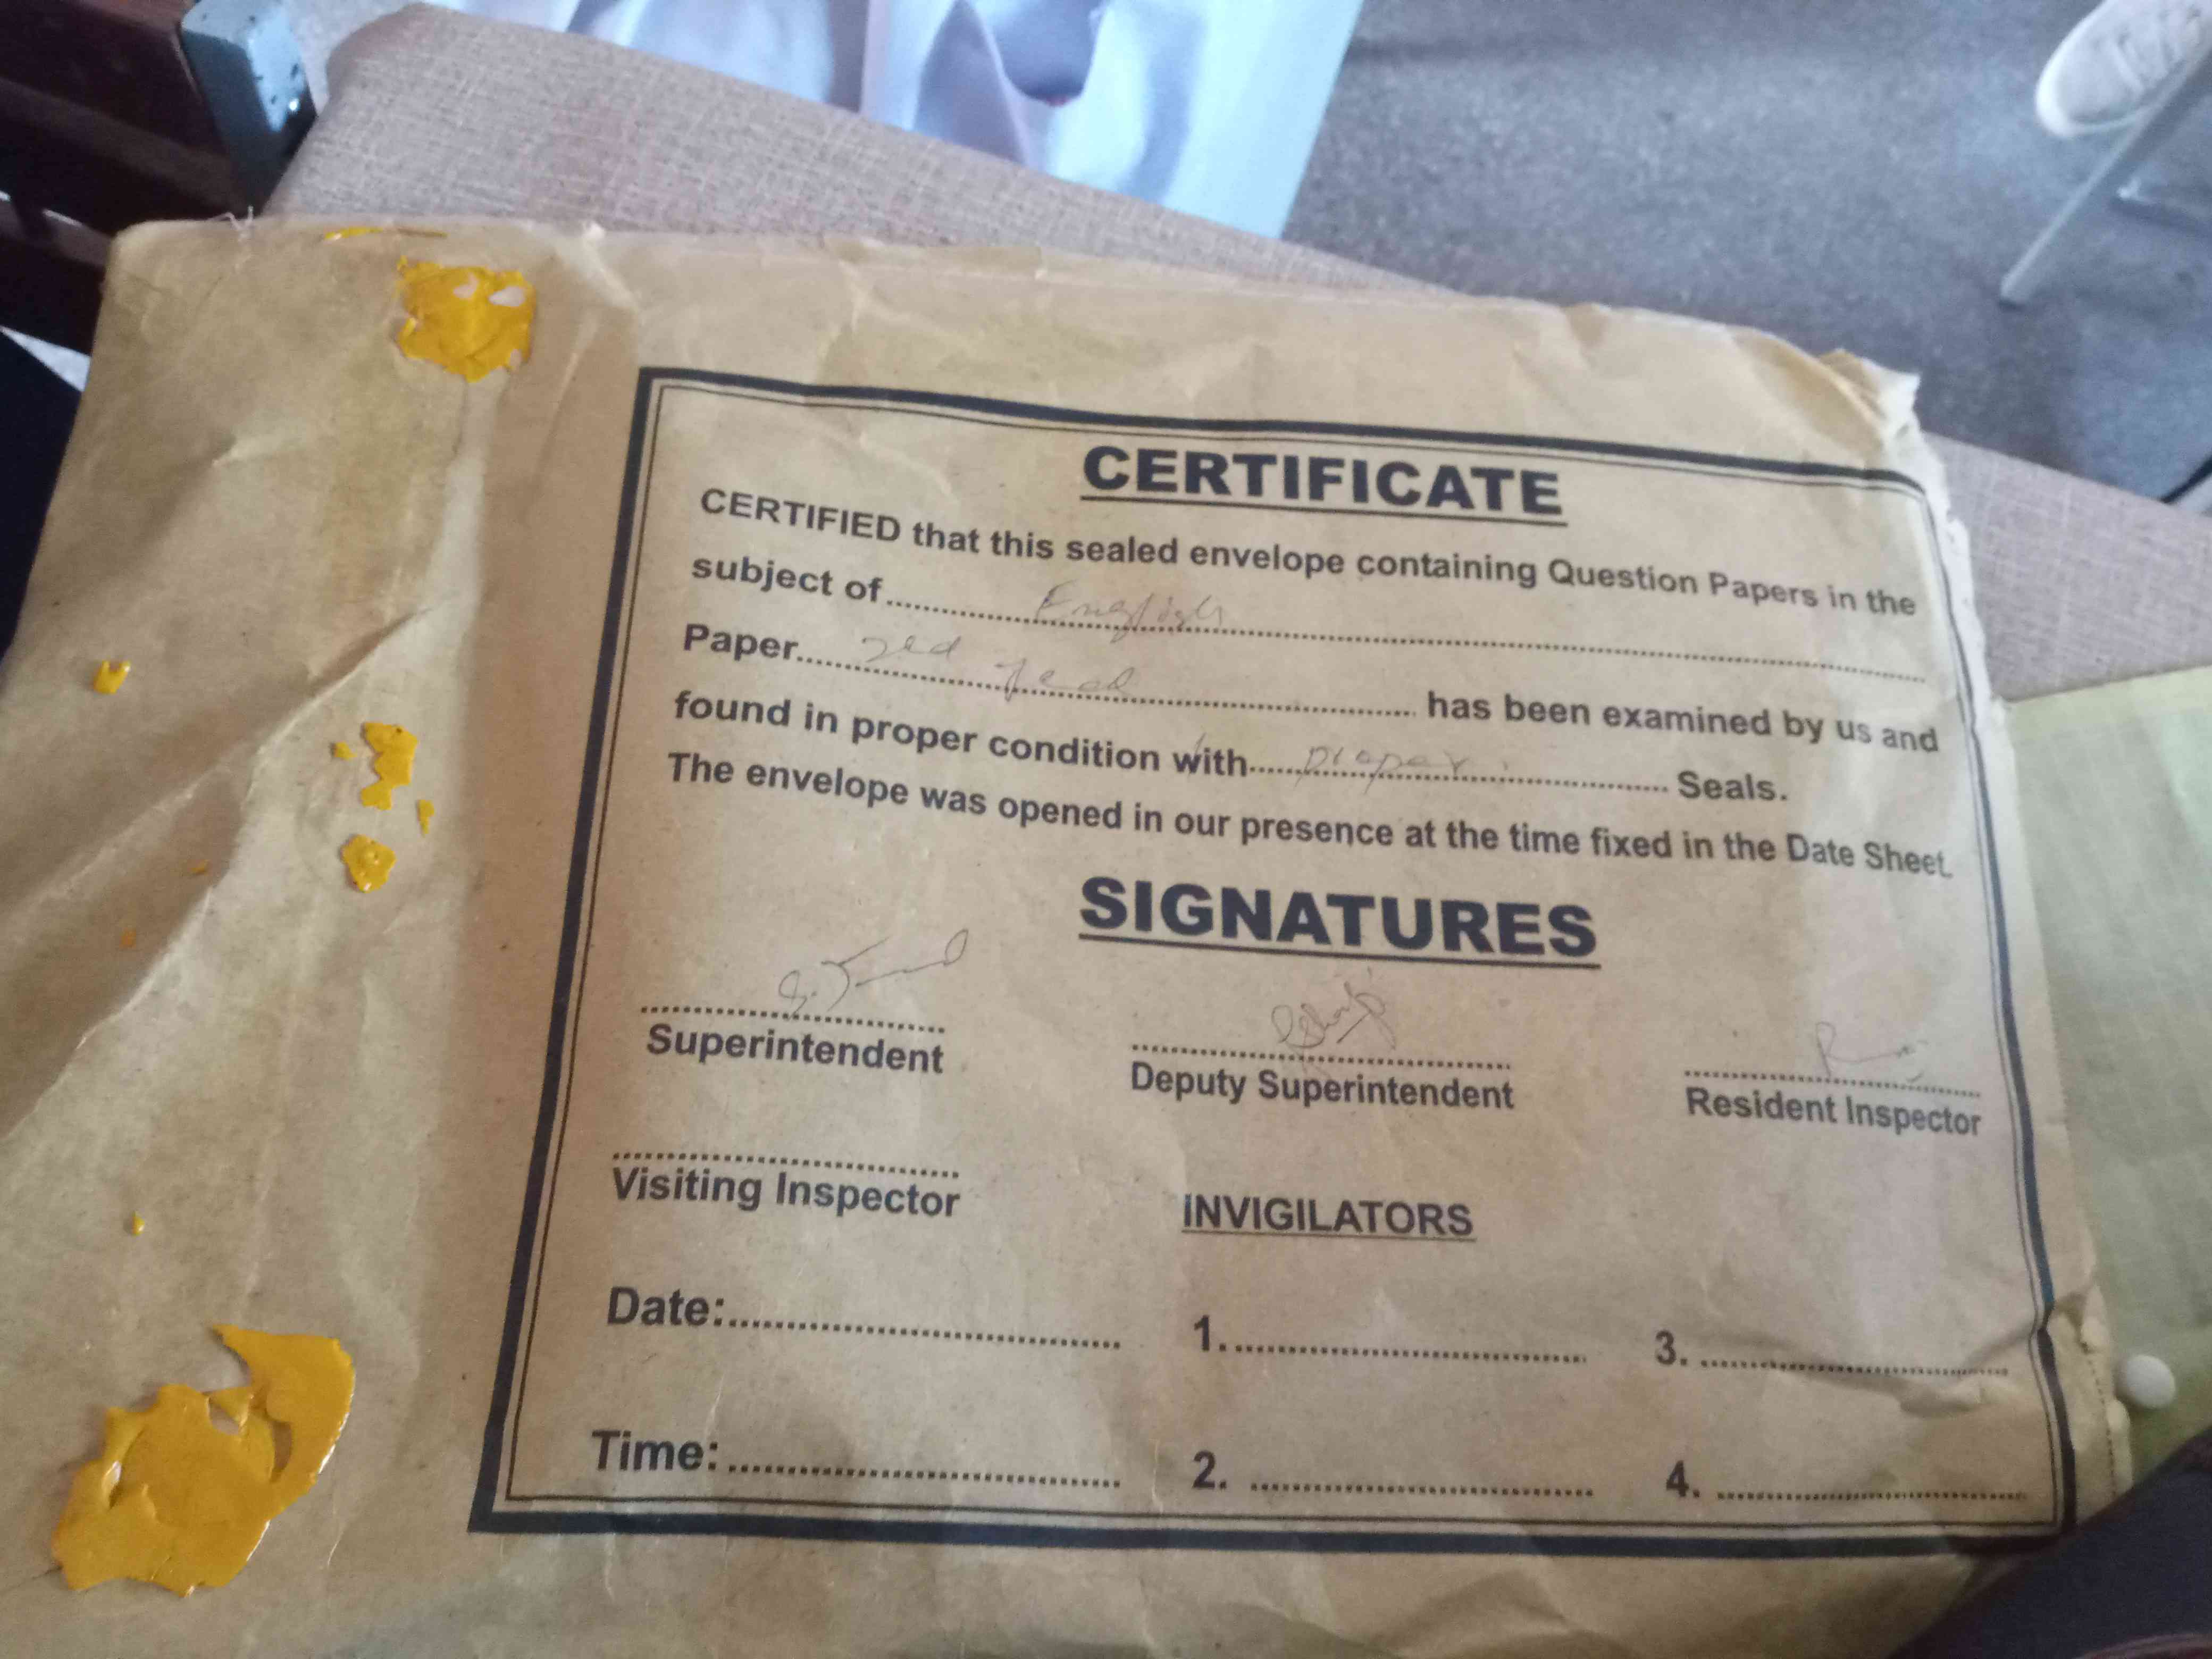 CERTIFICATE
CERTIFIED that this sealed envelope containing Question Papers in the
subject of English
Paper 2nd Year has been examined by us and
found in proper condition with proper Seals.
The envelope was opened in our presence at the time fixed in the Date Sheet.
SIGNATURES
Superintendent Deputy Superintendent Resident Inspector
Visiting Inspector
INVIGILATORS
Date: 1. 3.
Time: 2. 4.